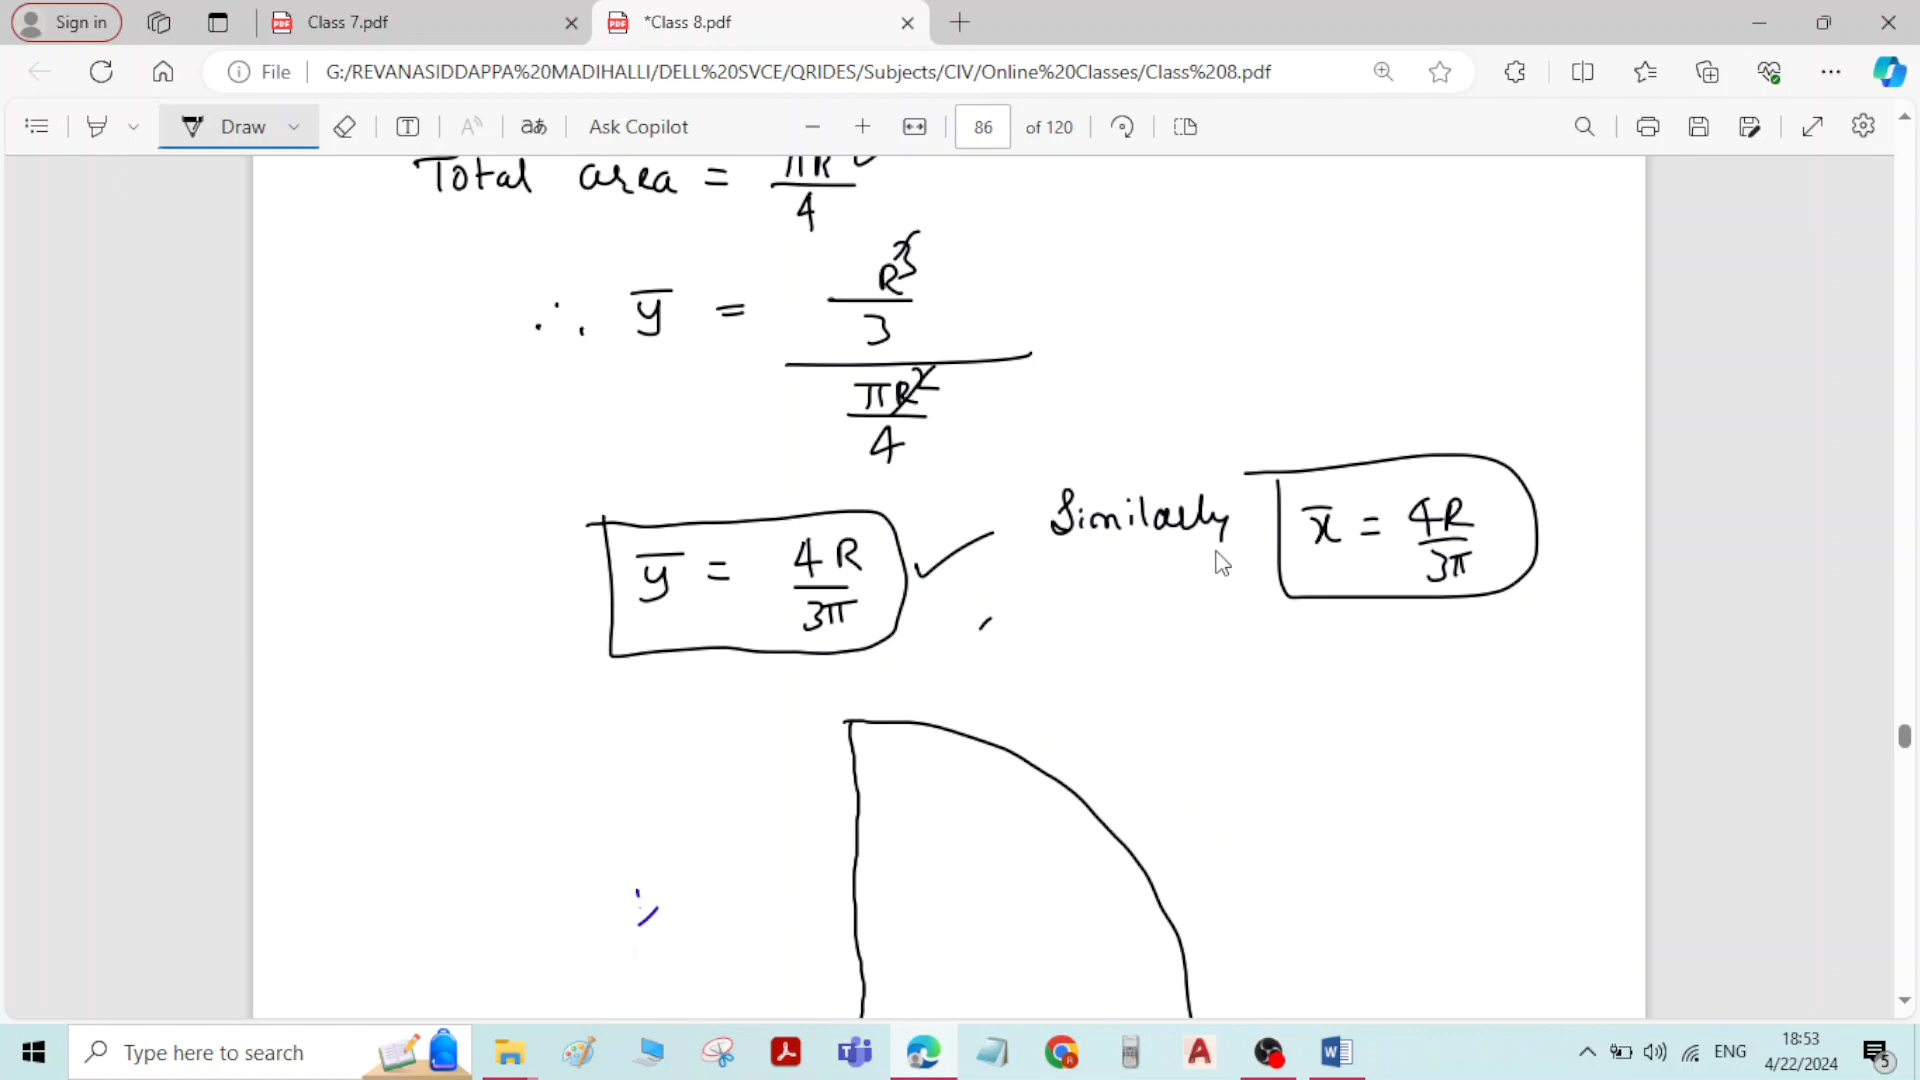 Sign in
Class 7.pdf
*Class 8.pdf
File
G:/REVANASIDDAPPA%20MADIHALLI/DELL%20SVCE/QRIDES/Subjects/CIV/Online%20Classes/Class%208.pdf
Draw
Ask Copilot
86 of 120
Total area = πR²/4
∴ ȳ = (R³/3)/(πR²/4)
ȳ = 4R/3π
Similarly x̄ = 4R/3π
Type here to search
ENG
18:53
4/22/2024
5